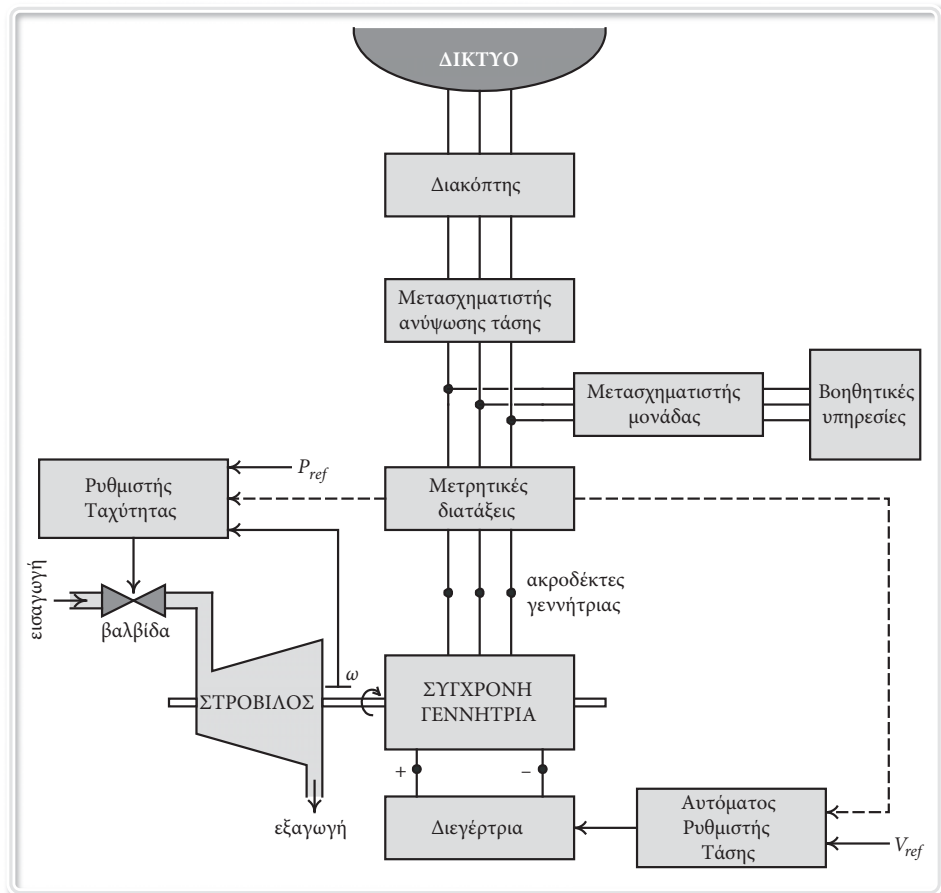 ΔΙΚΤΥΟ
Διακόπτης
Μετασχηματιστής
ανύψωσης τάσης
Μετασχηματιστής
μονάδας
Βοηθητικές
υπηρεσίες
Ρυθμιστής
Ταχύτητας
P_ref
Μετρητικές
διατάξεις
εισαγωγή
βαλβίδα
ακροδέκτες
γεννήτριας
ΣΤΡΟΒΙΛΟΣ
ω
ΣΥΓΧΡΟΝΗ
ΓΕΝΝΗΤΡΙΑ
+
−
εξαγωγή
Διεγέρτρια
Αυτόματος
Ρυθμιστής
Τάσης
V_ref